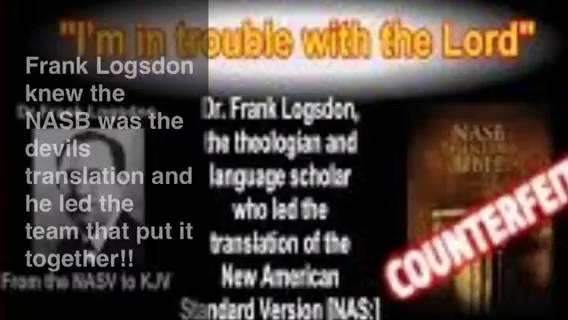 "I'm in trouble with the Lord"
Frank Logsdon
knew the
NASB was the
devils
translation and
he led the
team that put it
together!!
From the NASV to KJV
Dr. Frank Logsdon,
the theologian and
language scholar
who led the
translation of the
New American
Standard Version [NAS:]
NASB
BIBLE
COUNTERFEIT